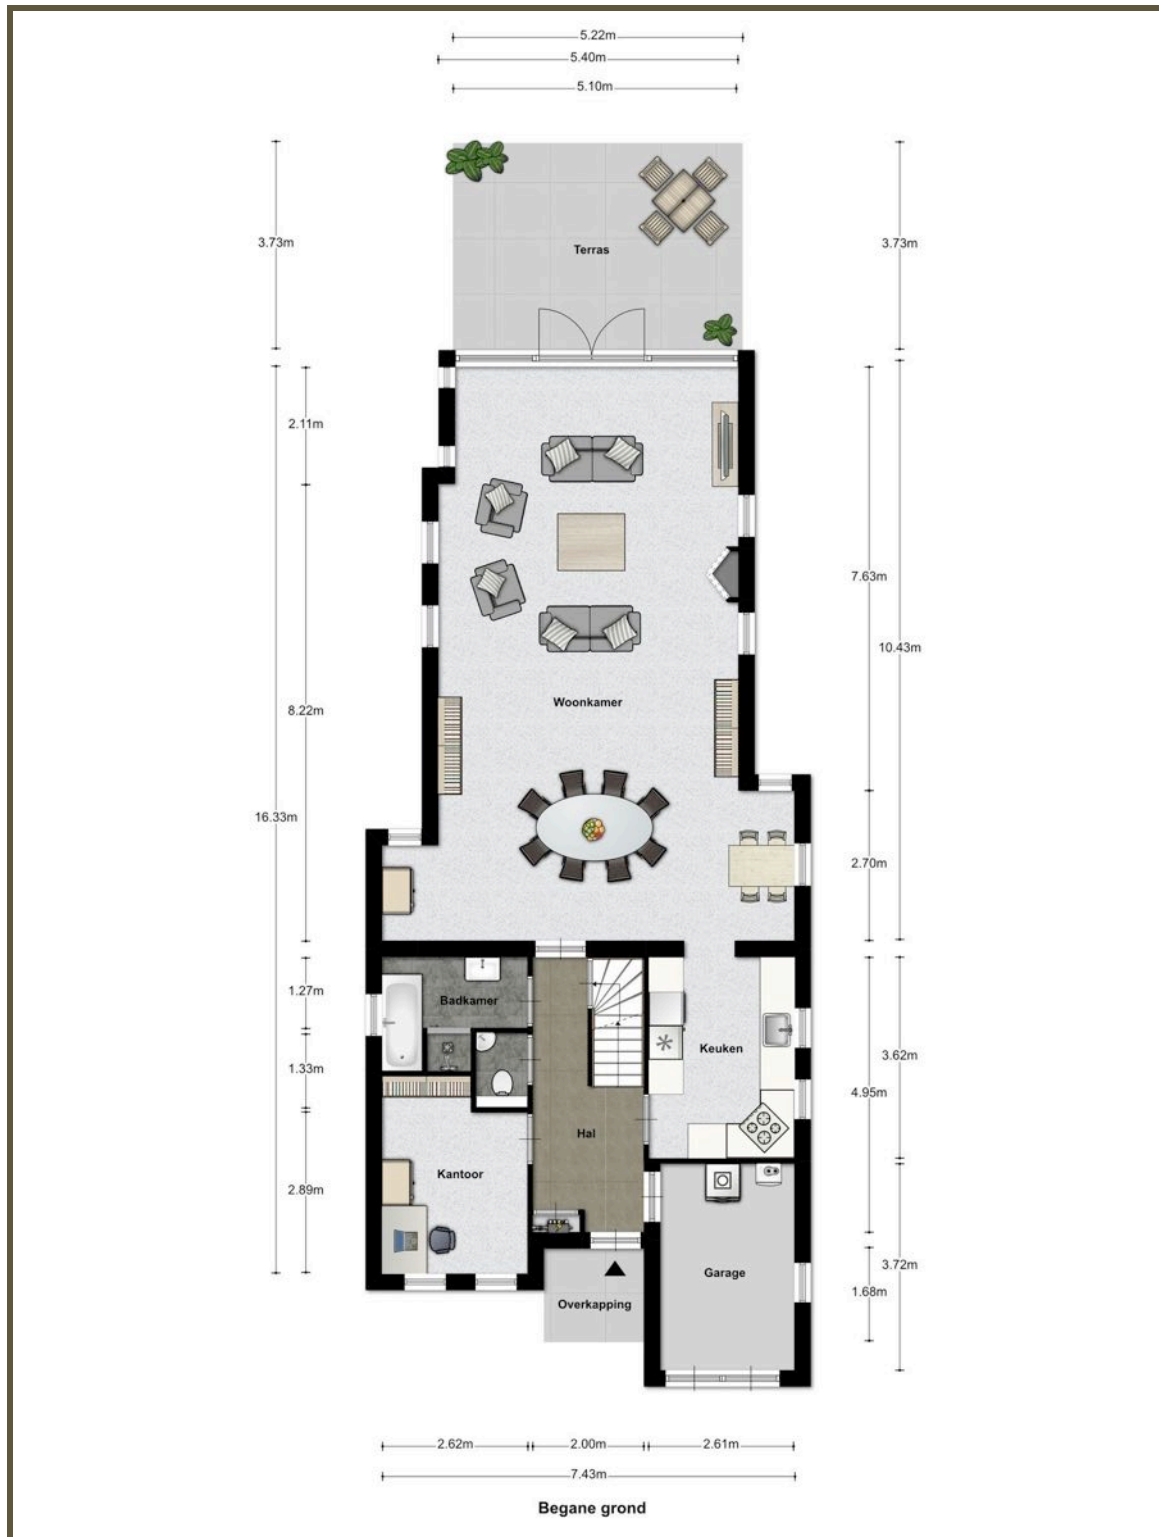 5.22m
5.40m
5.10m
3.73m
3.73m
Terras
2.11m
7.63m
10.43m
Woonkamer
8.22m
16.33m
2.70m
1.27m
Badkamer
Keuken
3.62m
1.33m
4.95m
Hal
Kantoor
2.89m
Garage
3.72m
1.68m
Overkapping
2.62m
2.00m
2.61m
7.43m
Begane grond